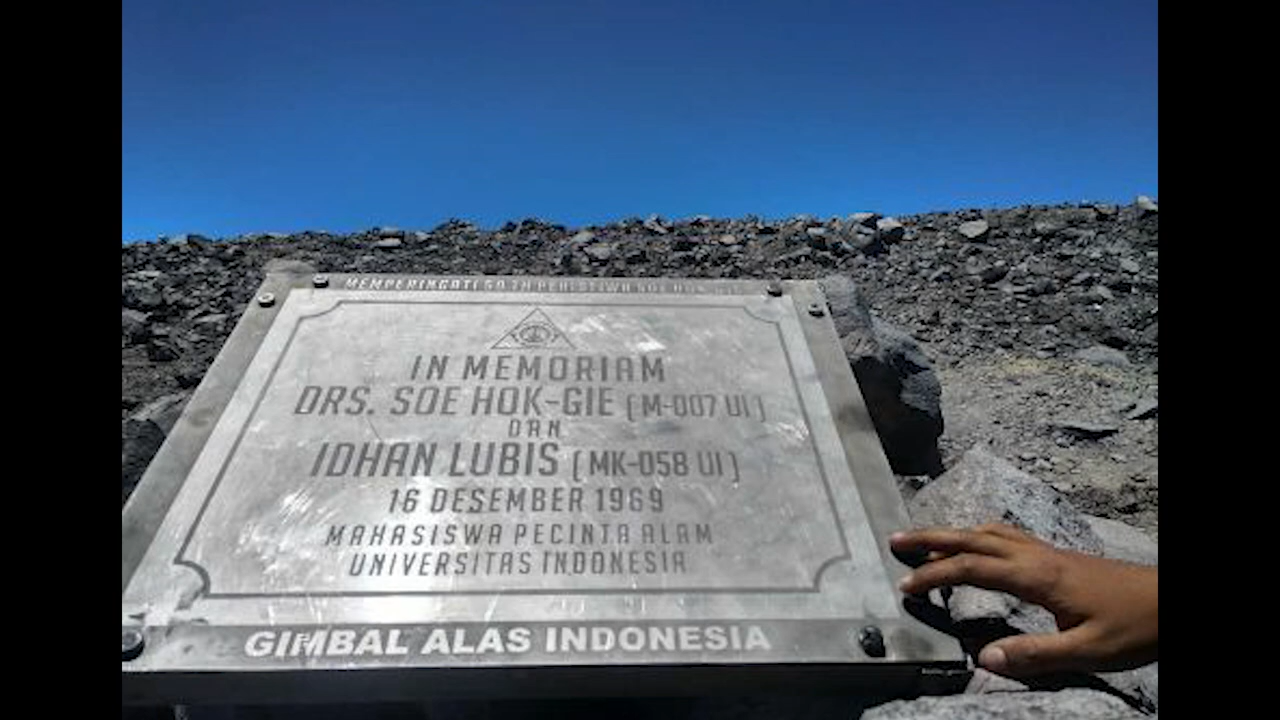 MEMPERINGATI
IN MEMORIAM
DRS. SOE HOK-GIE (M-007 UI)
DAN
IDHAN LUBIS (MK-058 UI)
16 DESEMBER 1969
MAHASISWA PECINTA ALAM
UNIVERSITAS INDONESIA
GIMBAL ALAS INDONESIA